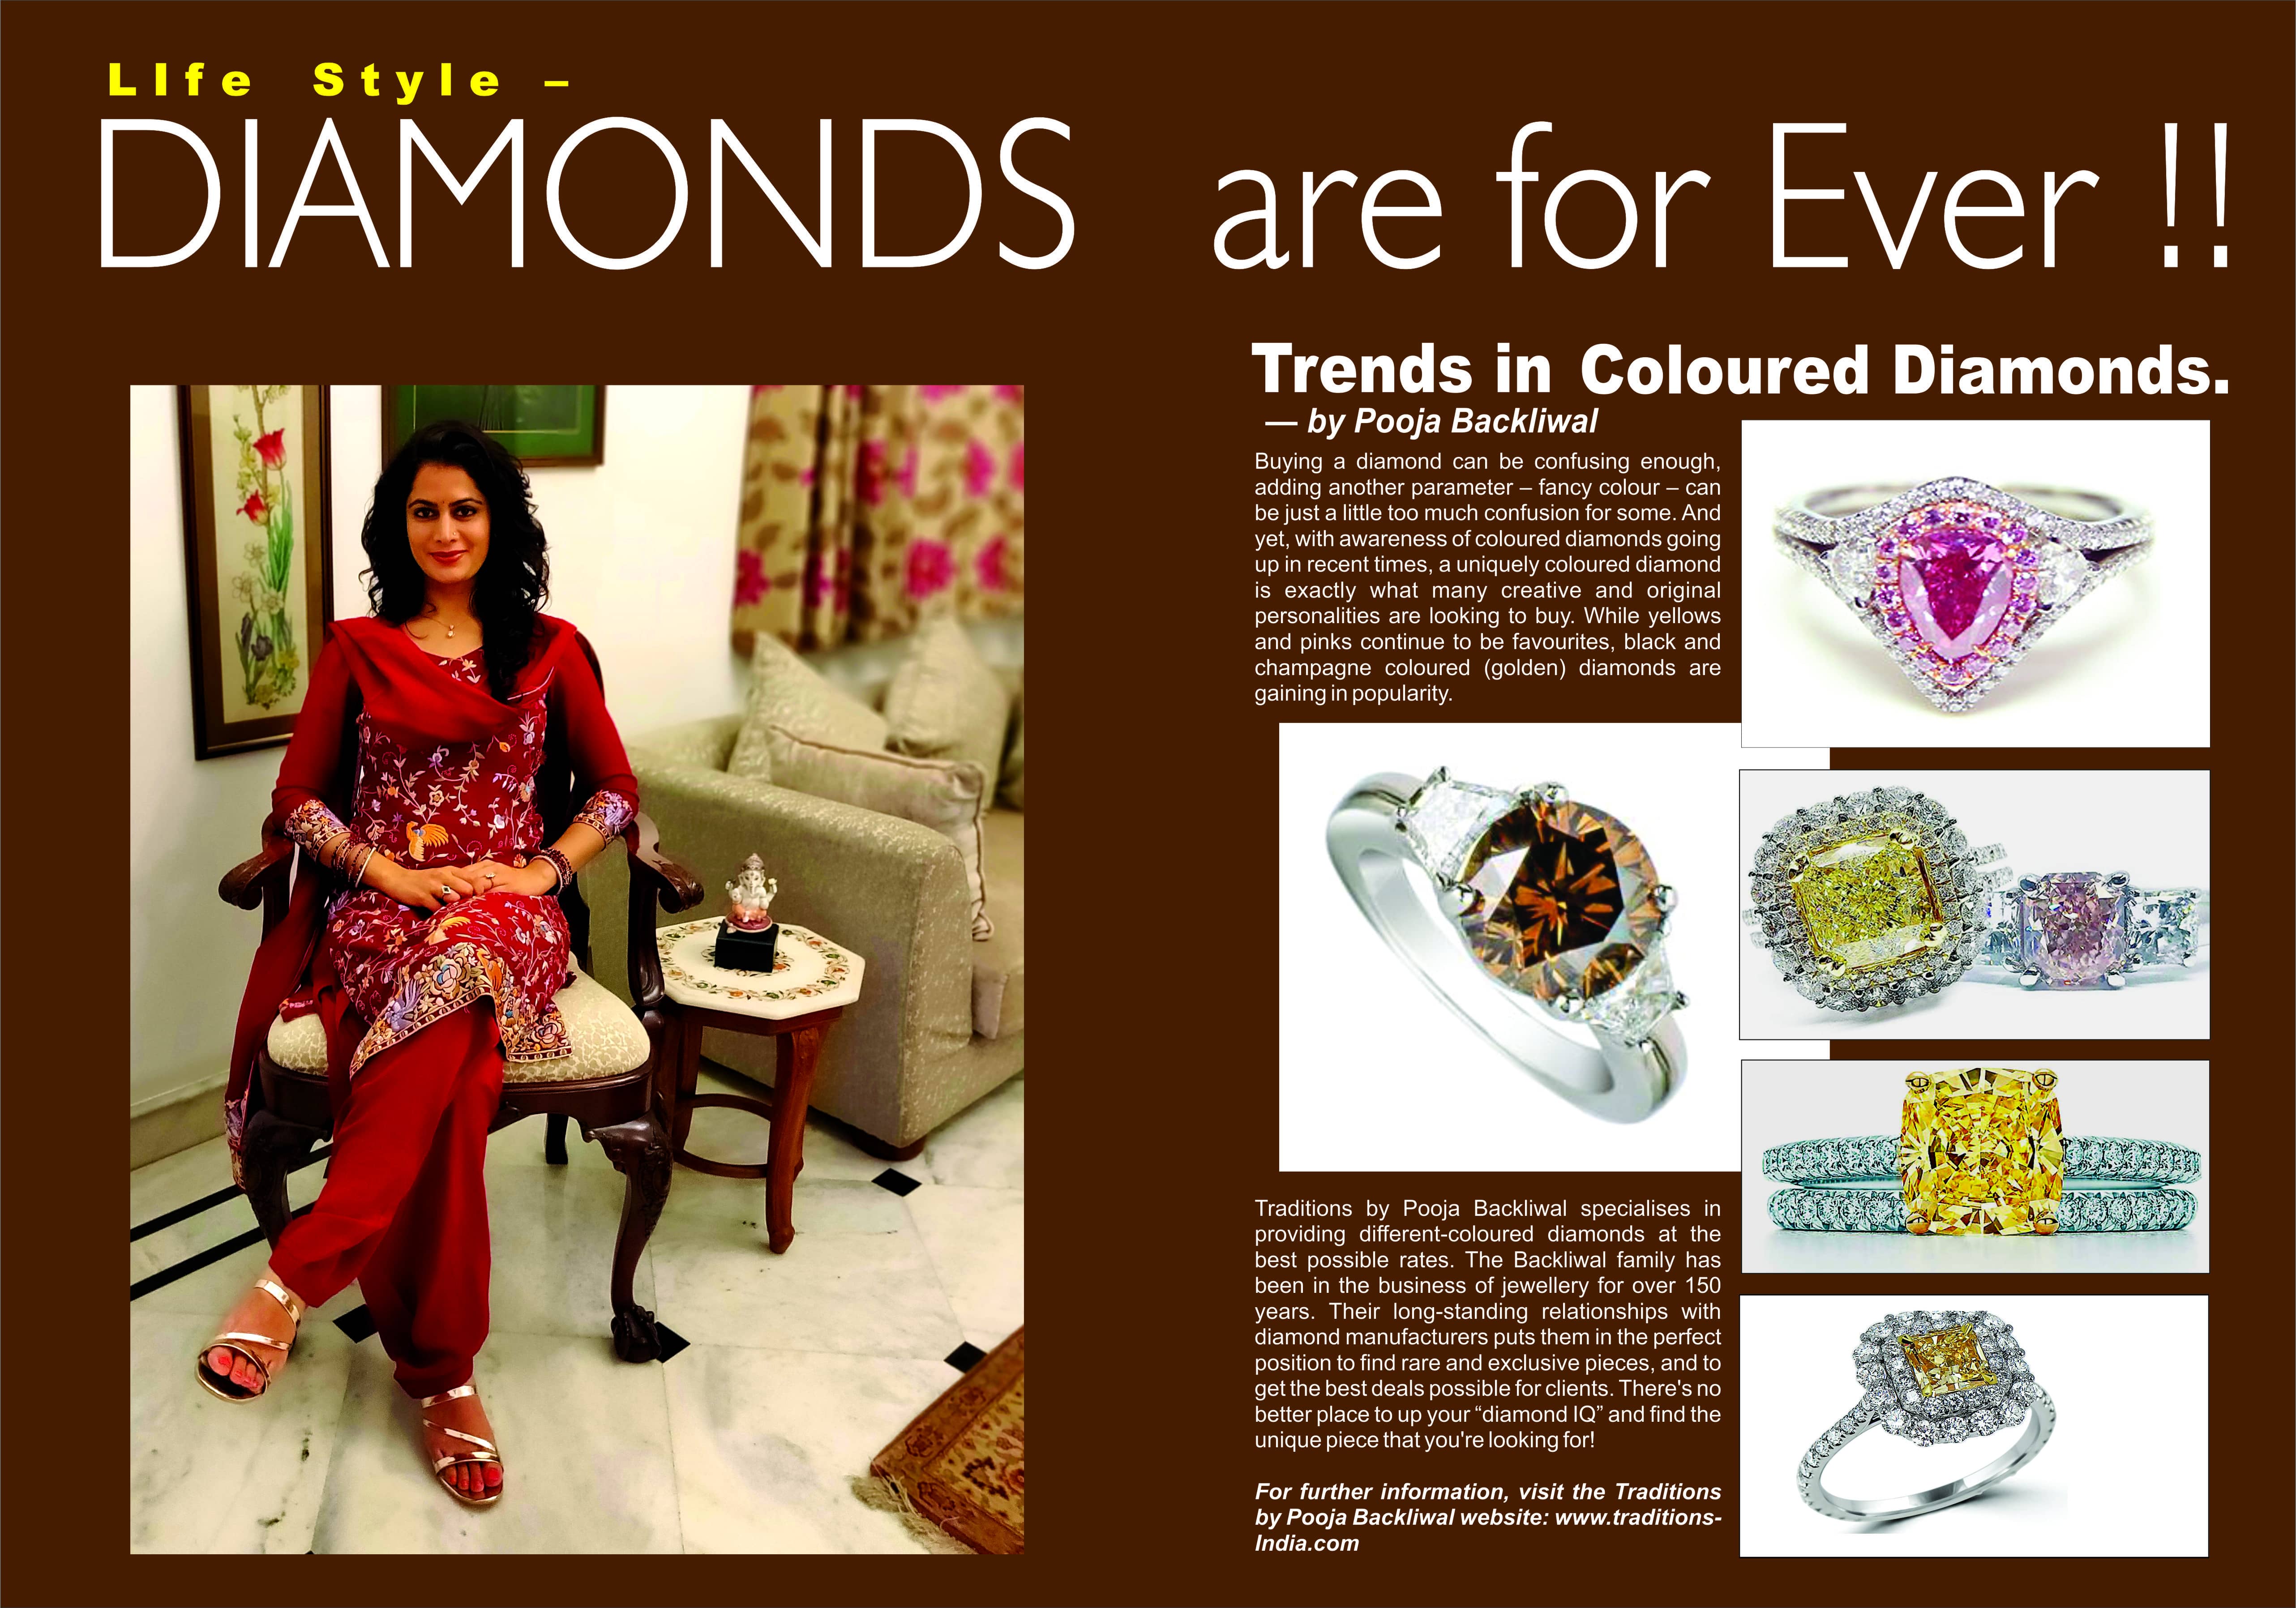 LIfe Style –
DIAMONDS are for Ever !!
Trends in Coloured Diamonds.
— by Pooja Backliwal
Buying a diamond can be confusing enough,
adding another parameter – fancy colour – can
be just a little too much confusion for some. And
yet, with awareness of coloured diamonds going
up in recent times, a uniquely coloured diamond
is exactly what many creative and original
personalities are looking to buy. While yellows
and pinks continue to be favourites, black and
champagne coloured (golden) diamonds are
gaining in popularity.
Traditions by Pooja Backliwal specialises in
providing different-coloured diamonds at the
best possible rates. The Backliwal family has
been in the business of jewellery for over 150
years. Their long-standing relationships with
diamond manufacturers puts them in the perfect
position to find rare and exclusive pieces, and to
get the best deals possible for clients. There's no
better place to up your “diamond IQ” and find the
unique piece that you're looking for!
For further information, visit the Traditions
by Pooja Backliwal website: www.traditions-
India.com